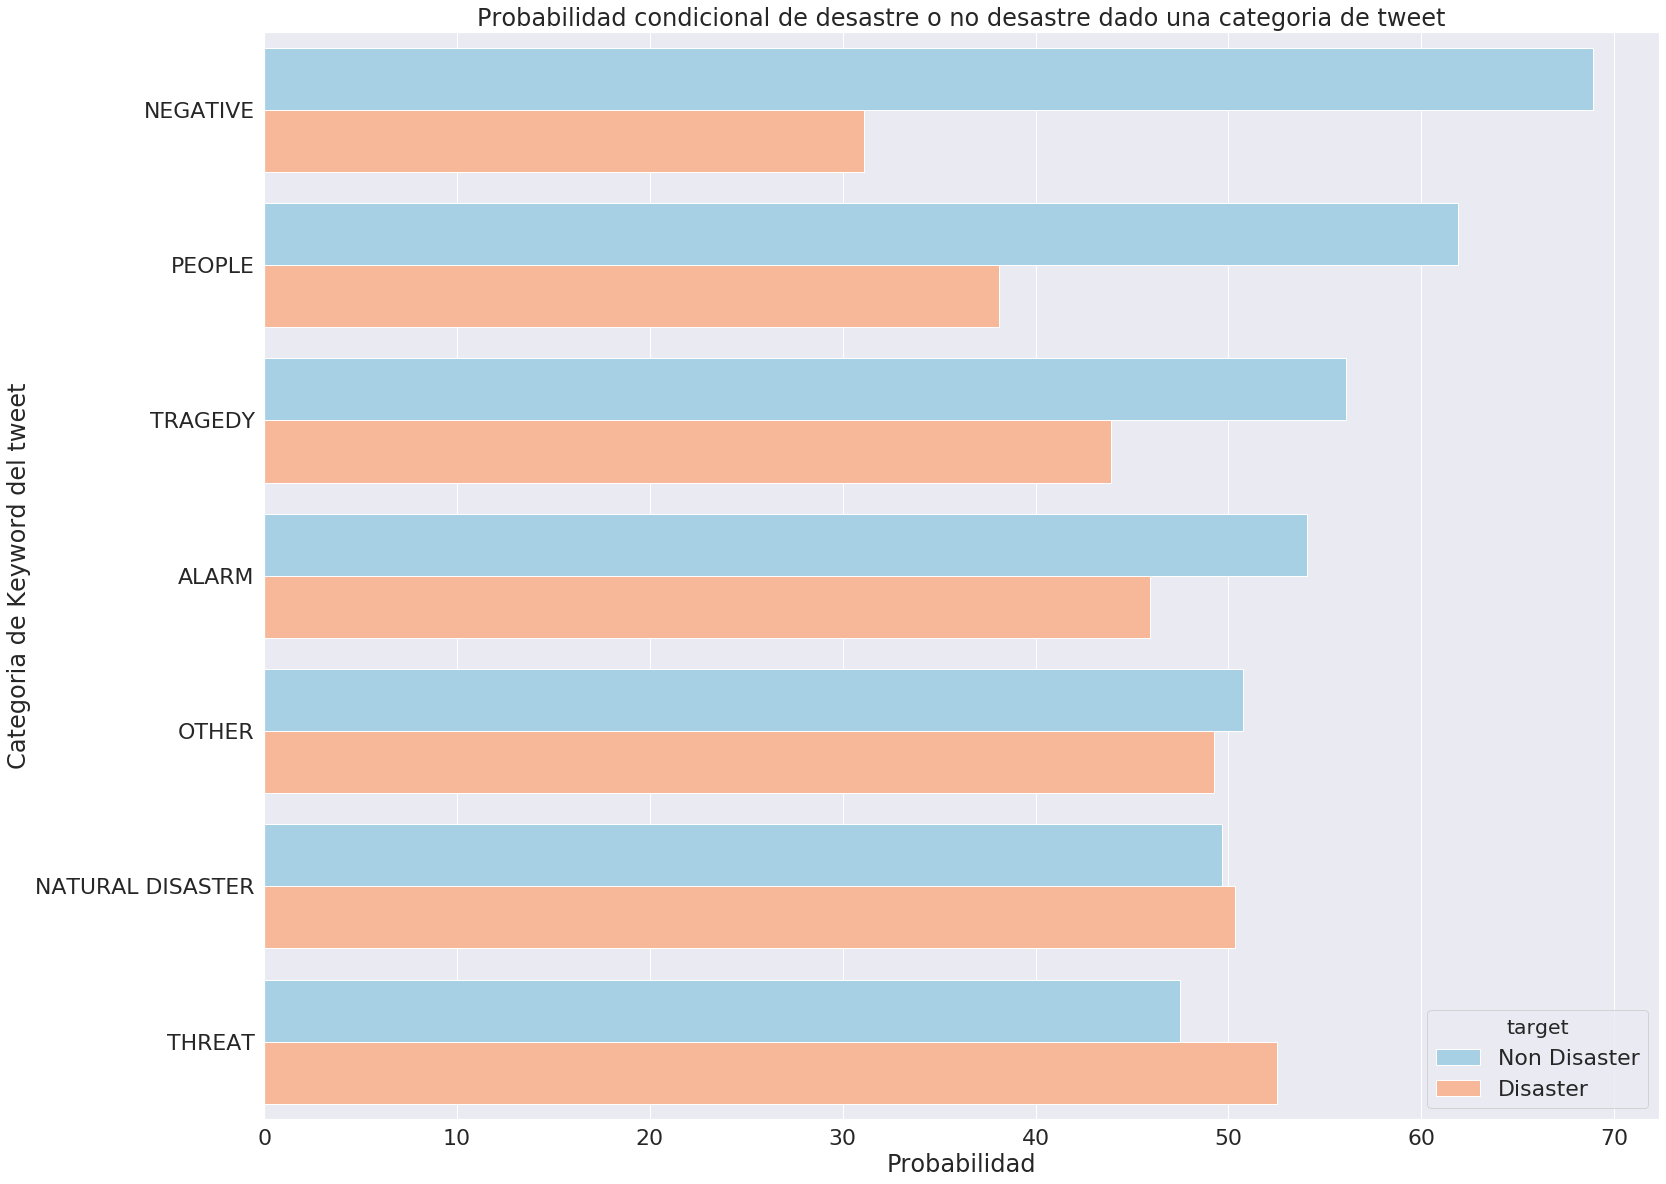 Probabilidad condicional de desastre o no desastre dado una categoria de tweet
Categoria de Keyword del tweet
NEGATIVE
PEOPLE
TRAGEDY
ALARM
OTHER
NATURAL DISASTER
THREAT
target
Non Disaster
Disaster
0 10 20 30 40 50 60 70
Probabilidad